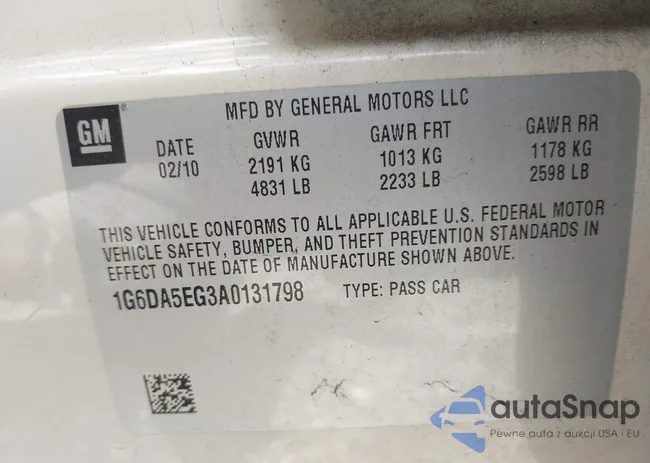 MFD BY GENERAL MOTORS LLC
GM
DATE GVWR GAWR FRT GAWR RR
02/10 2191 KG 1013 KG 1178 KG
4831 LB 2233 LB 2598 LB
THIS VEHICLE CONFORMS TO ALL APPLICABLE U.S. FEDERAL MOTOR
VEHICLE SAFETY, BUMPER, AND THEFT PREVENTION STANDARDS IN
EFFECT ON THE DATE OF MANUFACTURE SHOWN ABOVE.
1G6DA5EG3A0131798 TYPE: PASS CAR
autaSnap
Pewne auta z aukcji USA i EU